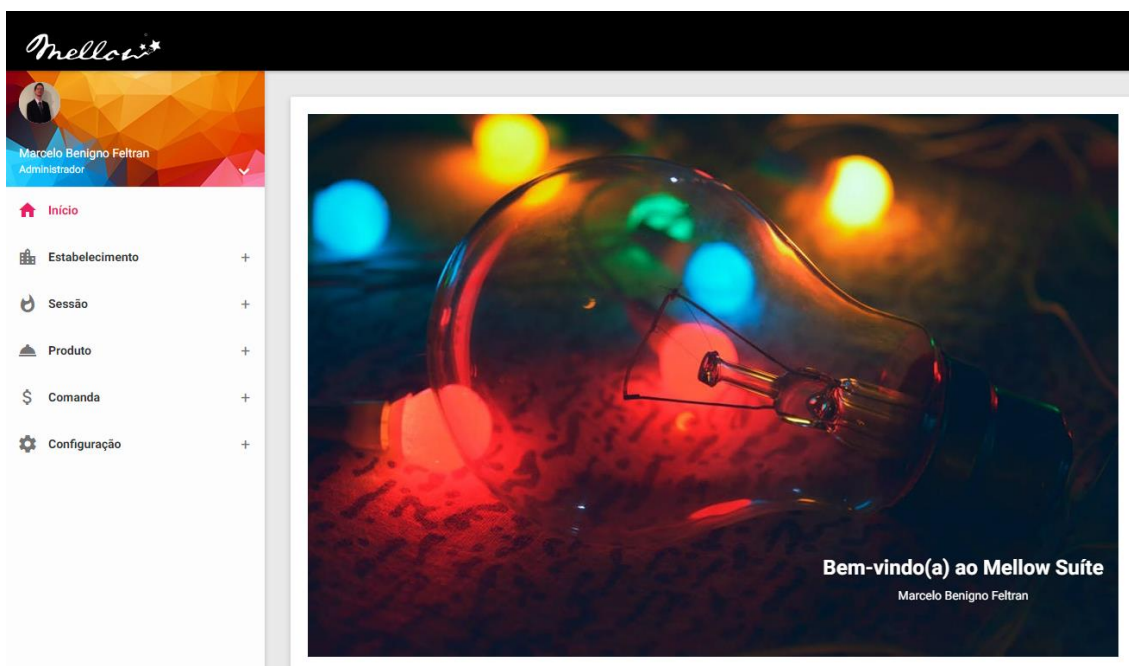 Mellow
Marcelo Benigno Feltran
Administrador
Início
Estabelecimento +
Sessão +
Produto +
$ Comanda +
Configuração +
Bem-vindo(a) ao Mellow Suíte
Marcelo Benigno Feltran